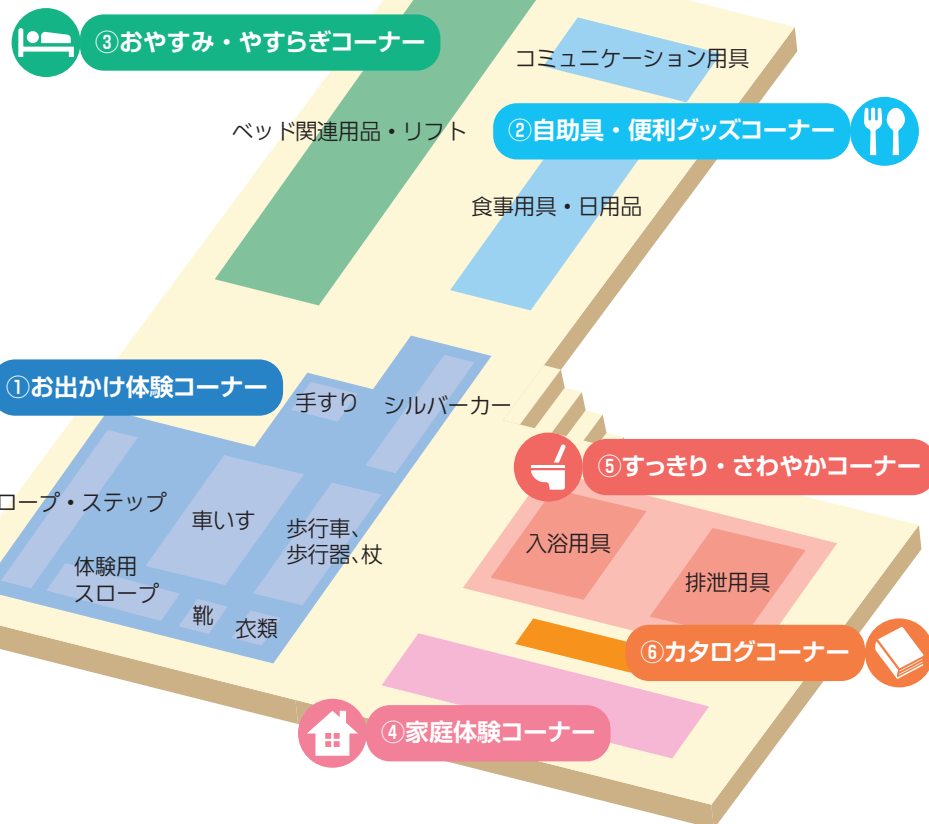 ③おやすみ・やすらぎコーナー
コミュニケーション用具
ベッド関連用品・リフト
②自助具・便利グッズコーナー
食事用具・日用品
①お出かけ体験コーナー
手すり
シルバーカー
ロープ・ステップ
車いす
歩行車、
歩行器、杖
体験用
スロープ
靴
衣類
⑤すっきり・さわやかコーナー
入浴用具
排泄用具
⑥カタログコーナー
④家庭体験コーナー